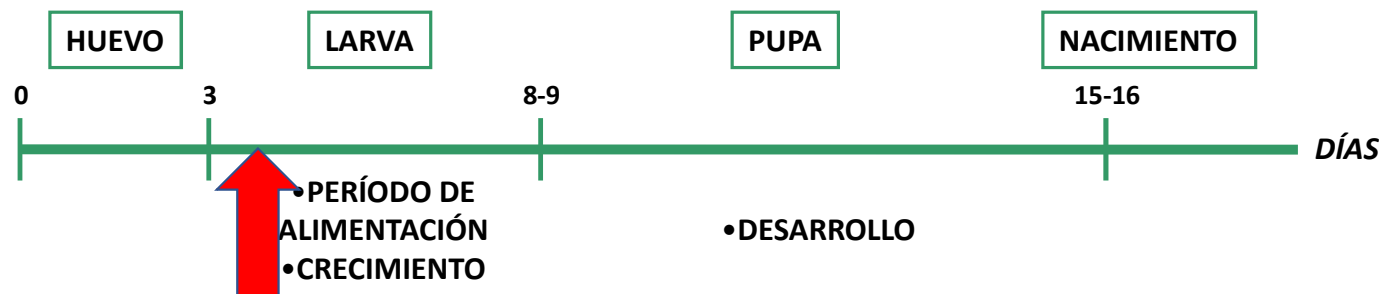 HUEVO LARVA PUPA NACIMIENTO
0 3 8-9 15-16
DÍAS
•PERÍODO DE
ALIMENTACIÓN
•CRECIMIENTO
•DESARROLLO